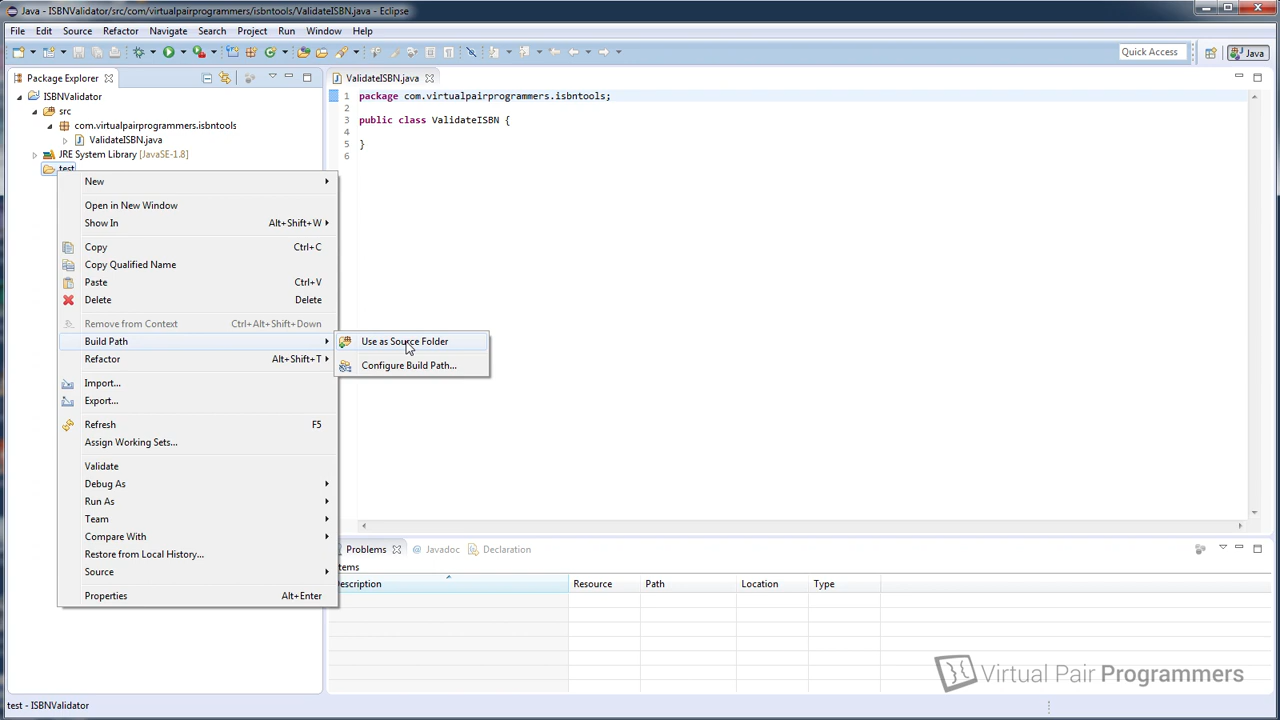 Java - ISBNValidator/src/com/virtualpairprogrammers/isbntools/ValidateISBN.java - Eclipse
File Edit Source Refactor Navigate Search Project Run Window Help
Quick Access
Java
Package Explorer
ISBNValidator
src
com.virtualpairprogrammers.isbntools
ValidateISBN.java
JRE System Library [JavaSE-1.8]
test
New
Open in New Window
Show In Alt+Shift+W
Copy Ctrl+C
Copy Qualified Name
Paste Ctrl+V
Delete Delete
Remove from Context Ctrl+Alt+Shift+Down
Build Path
Refactor Alt+Shift+T
Import...
Export...
Refresh F5
Assign Working Sets...
Validate
Debug As
Run As
Team
Compare With
Restore from Local History...
Source
Properties Alt+Enter
Use as Source Folder
Configure Build Path...
ValidateISBN.java
1 package com.virtualpairprogrammers.isbntools;
2
3 public class ValidateISBN {
4
5 }
6
Problems @ Javadoc Declaration
items
Description Resource Path Location Type
Virtual Pair Programmers
test - ISBNValidator